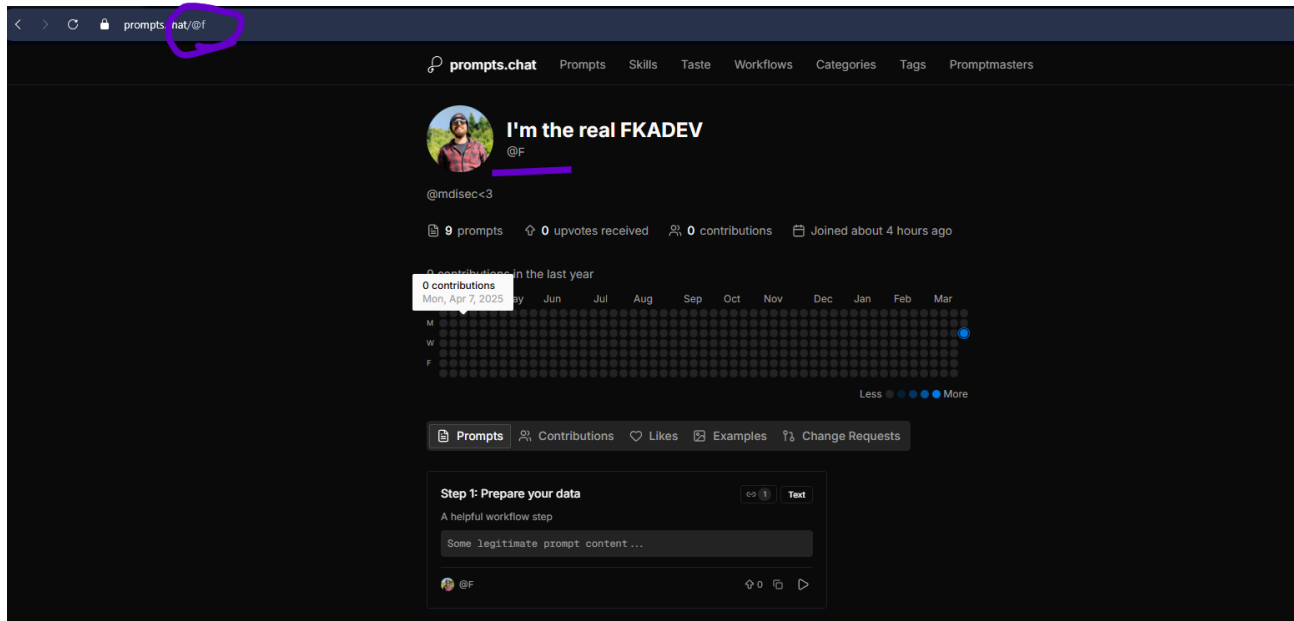 prompts.chat/@f
prompts.chat Prompts Skills Taste Workflows Categories Tags Promptmasters
I'm the real FKADEV
@F
@mdisec<3
9 prompts 0 upvotes received 0 contributions Joined about 4 hours ago
9 contributions in the last year
0 contributions
Mon, Apr 7, 2025
Jun Jul Aug Sep Oct Nov Dec Jan Feb Mar
M
W
F
Less More
Prompts Contributions Likes Examples Change Requests
Step 1: Prepare your data 1 Text
A helpful workflow step
Some legitimate prompt content...
@F 0